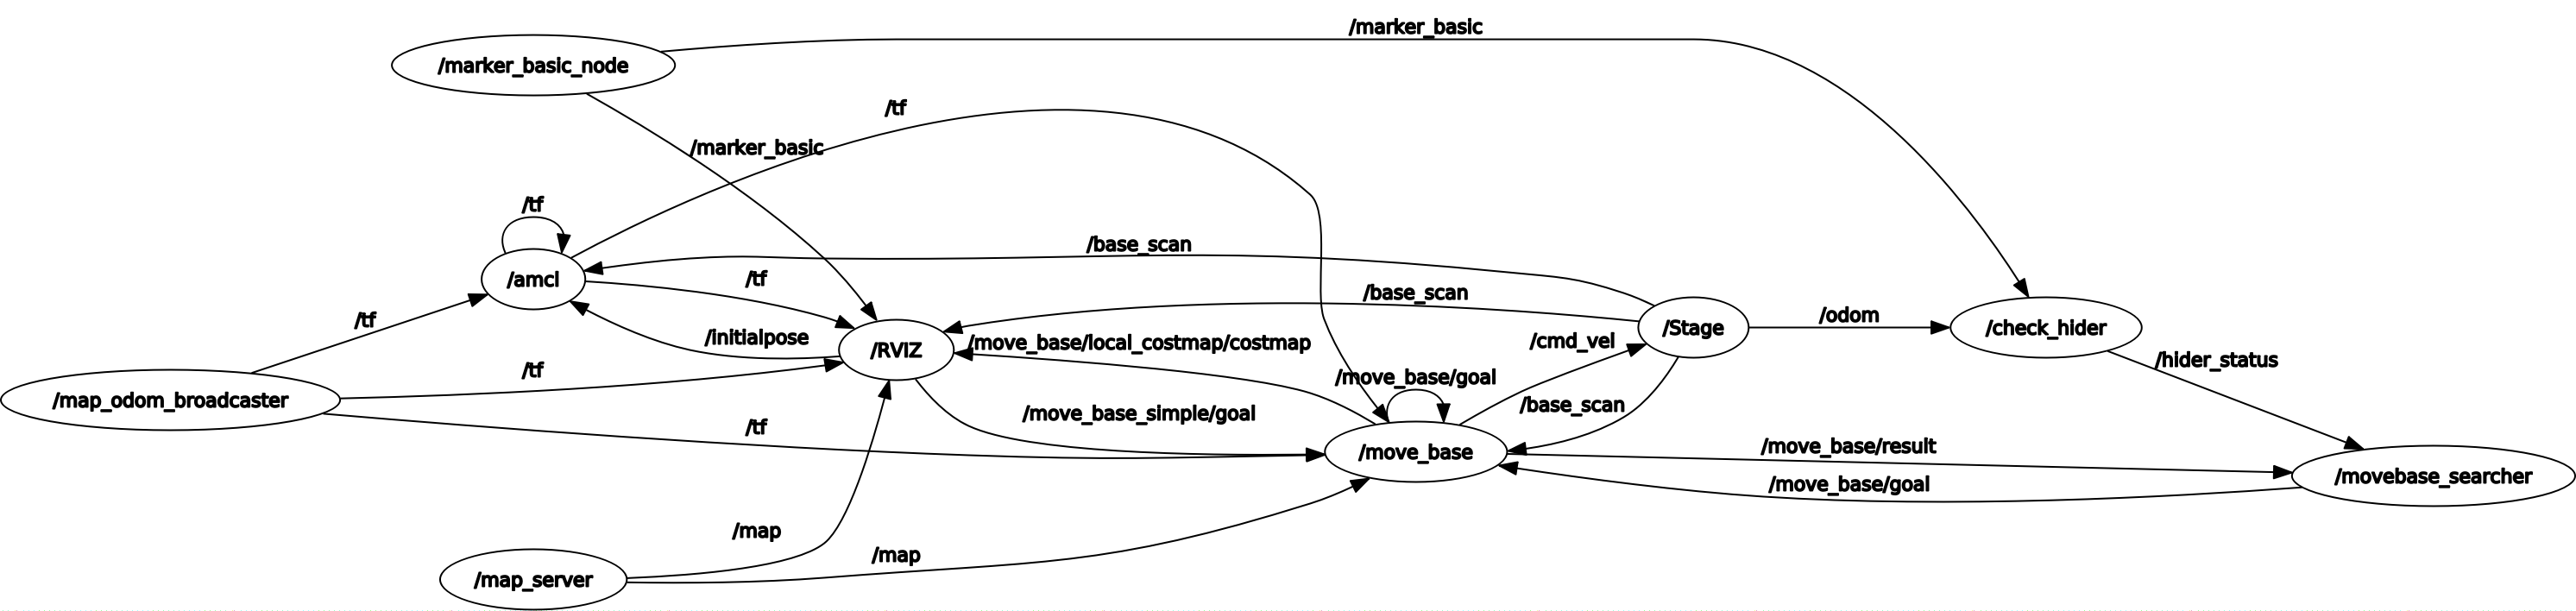 /marker_basic
/marker_basic_node
/tf
/marker_basic
/tf
/base_scan
/amcl
/tf
/base_scan
/tf
/odom
/Stage
/check_hider
/initialpose
/RVIZ
/move_base/local_costmap/costmap
/cmd_vel
/hider_status
/tf
/move_base/goal
/map_odom_broadcaster
/base_scan
/move_base_simple/goal
/tf
/move_base/result
/move_base
/movebase_searcher
/move_base/goal
/map
/map
/map_server